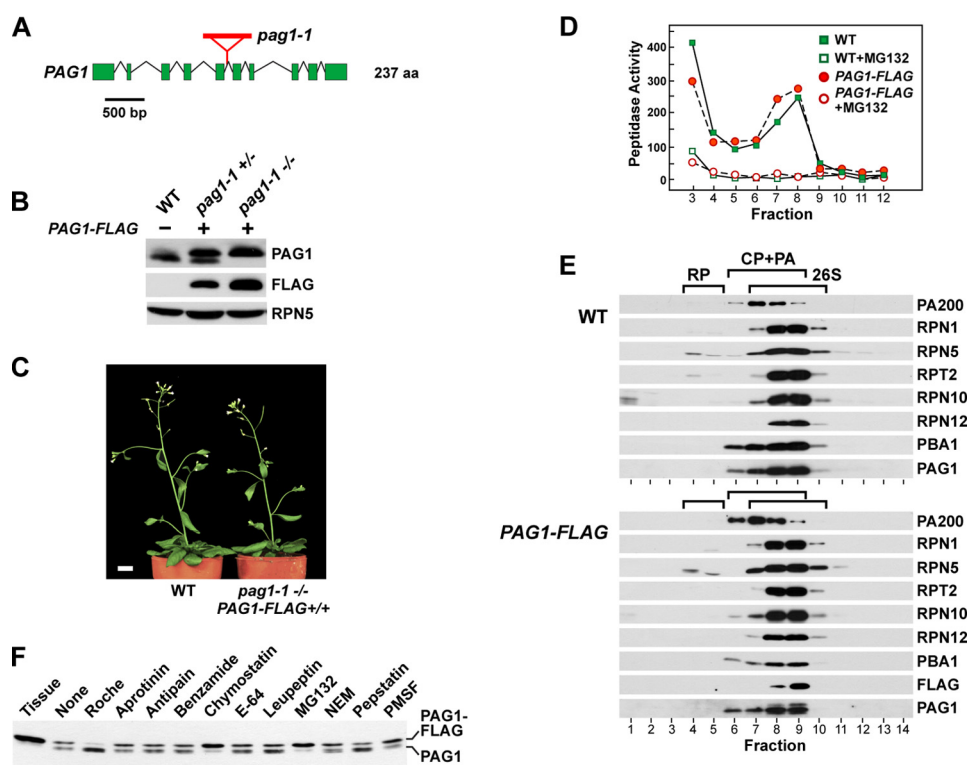 A
pag1-1
PAG1
237 aa
500 bp
B
WT
pag1-1 +/-
pag1-1 -/-
PAG1-FLAG
− + +
PAG1
FLAG
RPN5
C
WT
pag1-1 -/-
PAG1-FLAG+/+
D
Peptidase Activity
400
300
200
100
0
3 4 5 6 7 8 9 10 11 12
Fraction
WT
WT+MG132
PAG1-FLAG
PAG1-FLAG
+MG132
E
WT
RP
CP+PA
26S
PA200
RPN1
RPN5
RPT2
RPN10
RPN12
PBA1
PAG1
PAG1-FLAG
PA200
RPN1
RPN5
RPT2
RPN10
RPN12
PBA1
FLAG
PAG1
1 2 3 4 5 6 7 8 9 10 11 12 13 14
Fraction
F
Tissue
None
Roche
Aprotinin
Antipain
Benzamide
Chymostatin
E-64
Leupeptin
MG132
NEM
Pepstatin
PMSF
PAG1-
FLAG
PAG1